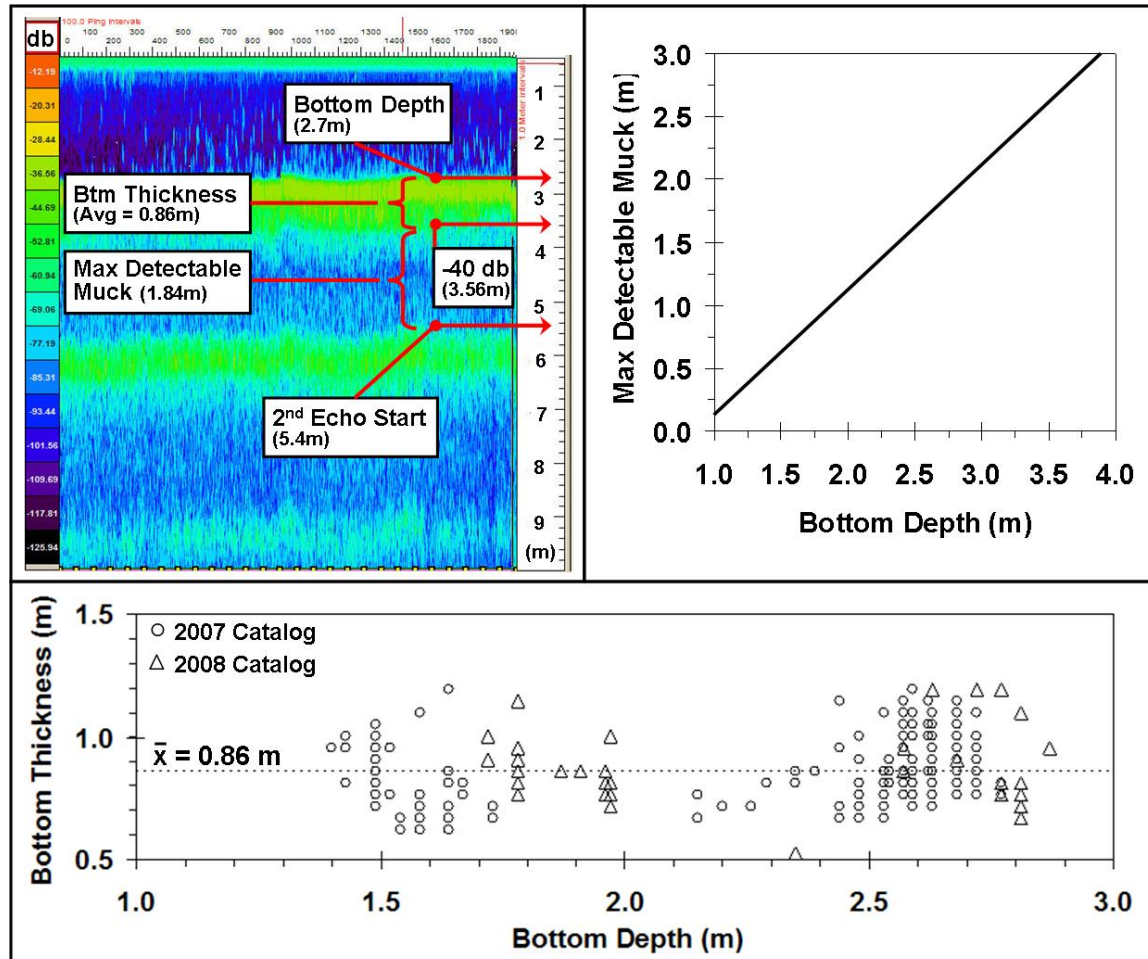 db
100.0 Ping Intervals
0 100 300 500 700 900 1100 1300 1500 1700 190
200 400 600 800 1000 1200 1400 1600 1800
-12.19
-20.31
-28.44
-36.56
-44.69
-52.81
-60.94
-69.06
-77.19
-85.31
-93.44
-101.56
-109.69
-117.81
-125.94
1.0 Meter intervals
1
2
3
4
5
6
7
8
9
(m)
Bottom Depth
(2.7m)
Btm Thickness
(Avg = 0.86m)
Max Detectable
Muck (1.84m)
-40 db
(3.56m)
2nd Echo Start
(5.4m)
Max Detectable Muck (m)
3.0
2.5
2.0
1.5
1.0
0.5
0.0
1.0 1.5 2.0 2.5 3.0 3.5 4.0
Bottom Depth (m)
Bottom Thickness (m)
1.5
1.0
0.5
2007 Catalog
2008 Catalog
x̄ = 0.86 m
1.0 1.5 2.0 2.5 3.0
Bottom Depth (m)